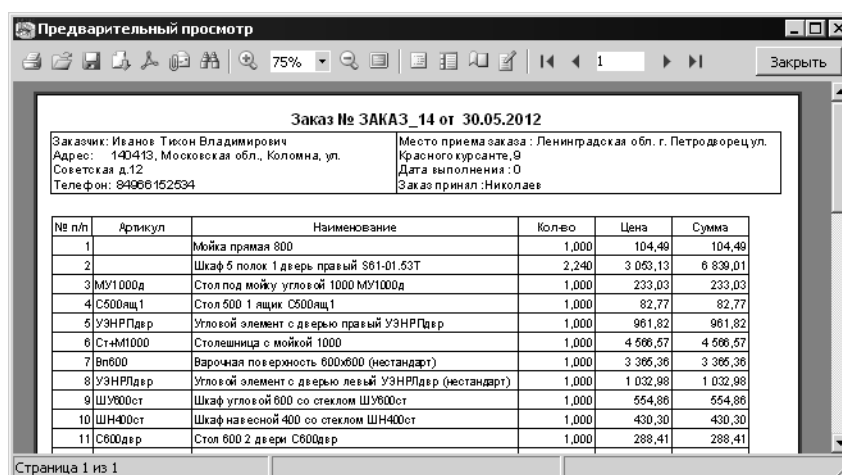 Предварительный просмотр
75% 1 Закрыть
Заказ № ЗАКАЗ_14 от 30.05.2012
Заказчик: Иванов Тихон Владимирович
Адрес: 140413, Московская обл., Коломна, ул.
Советская д.12
Телефон: 84966152534
Место приема заказа : Ленинградская обл. г. Петродворец ул.
Красного курсанте,9
Дата выполнения : 0
Заказ принял :Николаев
№ п/п Артикул Наименование Кол-во Цена Сумма
1 Мойка прямая 800 1,000 104,49 104,49
2 Шкаф 5 полок 1 дверь правый S61-01.53Т 2,240 3 053,13 6 839,01
3 МУ1000д Стол под мойку угловой 1000 МУ1000д 1,000 233,03 233,03
4 С500ящ1 Стол 500 1 ящик С500ящ1 1,000 82,77 82,77
5 УЭНРПдвр Угловой элемент с дверью правый УЭНРПдвр 1,000 961,82 961,82
6 Ст+М1000 Столешница с мойкой 1000 1,000 4 566,57 4 566,57
7 Вп600 Варочная поверхность 600х600 (нестандарт) 1,000 3 365,36 3 365,36
8 УЭНРЛдвр Угловой элемент с дверью левый УЭНРЛдвр (нестандарт) 1,000 1 032,98 1 032,98
9 ШУ600ст Шкаф угловой 600 со стеклом ШУ600ст 1,000 554,86 554,86
10 ШН400ст Шкаф навесной 400 со стеклом ШН400ст 1,000 430,30 430,30
11 С600двр Стол 600 2 двери С600двр 1,000 288,41 288,41
Страница 1 из 1